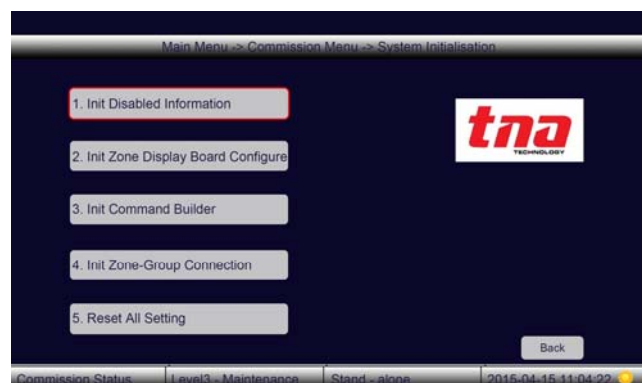 Main Menu -> Commission Menu -> System Initialisation
1. Init Disabled Information
tna
TECHNOLOGY
2. Init Zone Display Board Configure
3. Init Command Builder
4. Init Zone-Group Connection
5. Reset All Setting
Back
Commission Status Level3 - Maintenance Stand - alone 2015-04-15 11:04:22